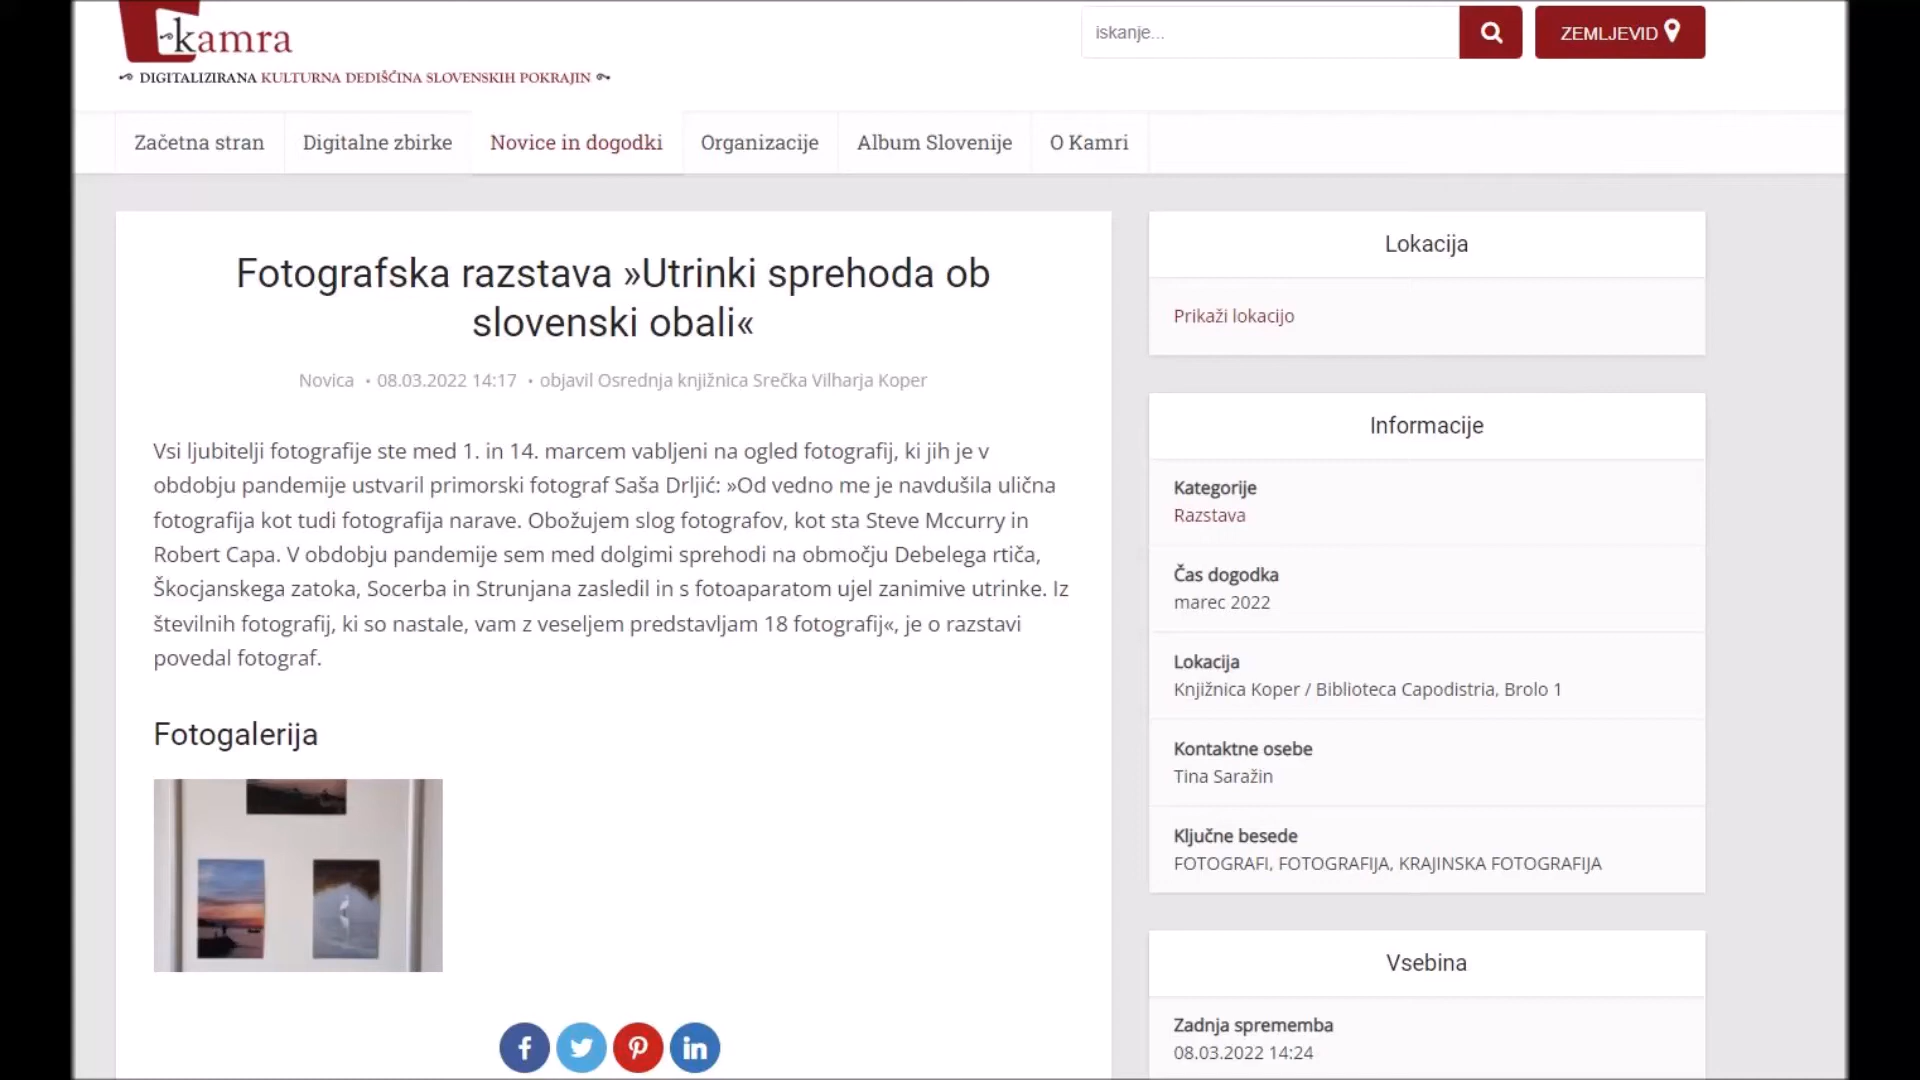 kamra
DIGITALIZIRANA KULTURNA DEDIŠČINA SLOVENSKIH POKRAJIN
iskanje...
ZEMLJEVID
Začetna stran
Digitalne zbirke
Novice in dogodki
Organizacije
Album Slovenije
O Kamri
Fotografska razstava »Utrinki sprehoda ob
slovenski obali«
Novica • 08.03.2022 14:17 • objavil Osrednja knjižnica Srečka Vilharja Koper
Vsi ljubitelji fotografije ste med 1. in 14. marcem vabljeni na ogled fotografij, ki jih je v
obdobju pandemije ustvaril primorski fotograf Saša Drljić: »Od vedno me je navdušila ulična
fotografija kot tudi fotografija narave. Obožujem slog fotografov, kot sta Steve Mccurry in
Robert Capa. V obdobju pandemije sem med dolgimi sprehodi na območju Debelega rtiča,
Škocjanskega zatoka, Socerba in Strunjana zasledil in s fotoaparatom ujel zanimive utrinke. Iz
številnih fotografij, ki so nastale, vam z veseljem predstavljam 18 fotografij«, je o razstavi
povedal fotograf.
Fotogalerija
Lokacija
Prikaži lokacijo
Informacije
Kategorije
Razstava
Čas dogodka
marec 2022
Lokacija
Knjižnica Koper / Biblioteca Capodistria, Brolo 1
Kontaktne osebe
Tina Saražin
Ključne besede
FOTOGRAFI, FOTOGRAFIJA, KRAJINSKA FOTOGRAFIJA
Vsebina
Zadnja sprememba
08.03.2022 14:24